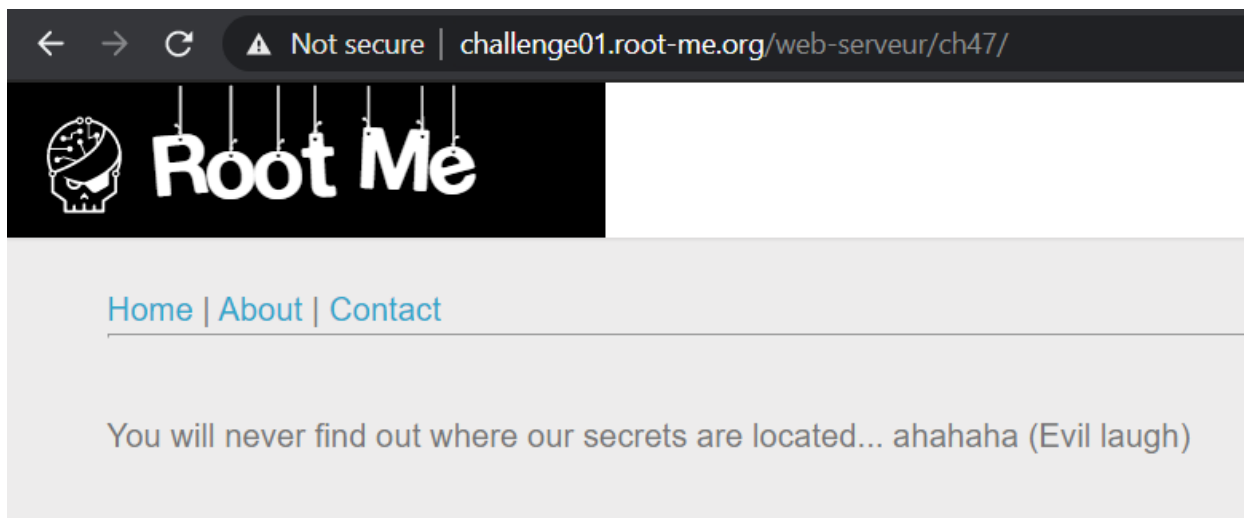 Not secure | challenge01.root-me.org/web-serveur/ch47/
Root Me
Home | About | Contact
You will never find out where our secrets are located... ahahaha (Evil laugh)